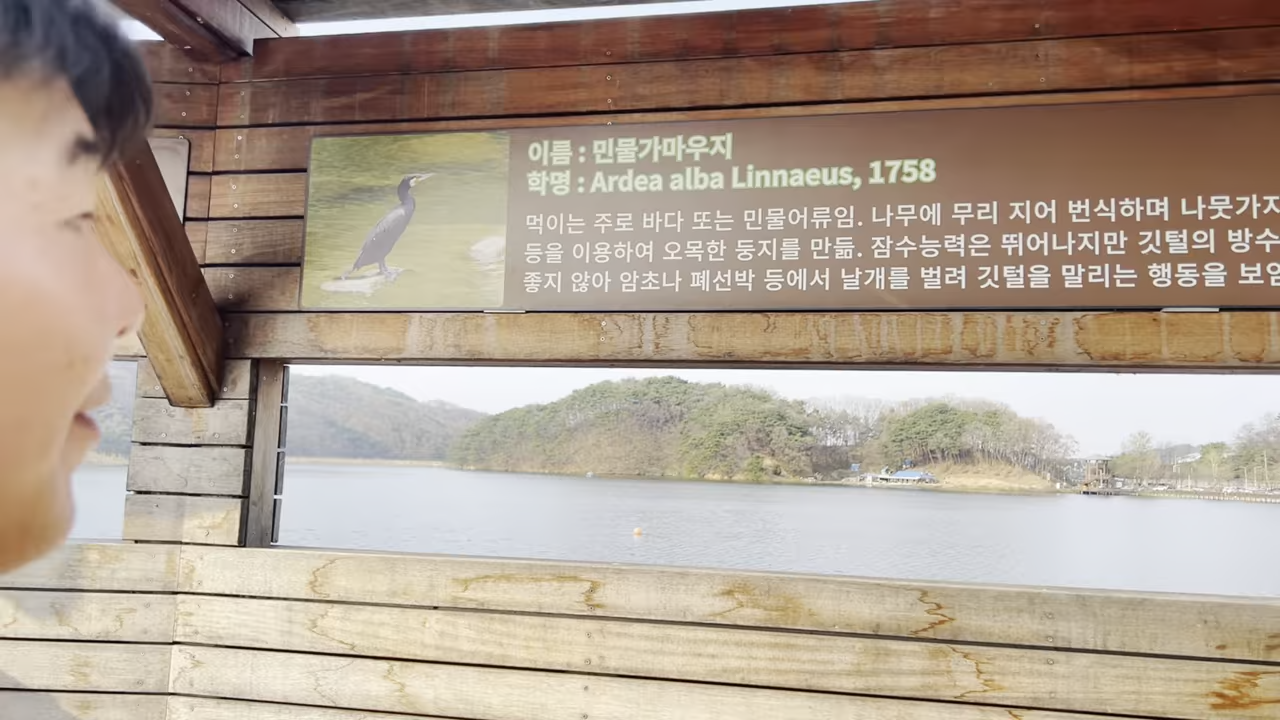 이름 : 민물가마우지
학명 : Ardea alba Linnaeus, 1758
먹이는 주로 바다 또는 민물어류임. 나무에 무리 지어 번식하며 나뭇가지
등을 이용하여 오목한 둥지를 만듦. 잠수능력은 뛰어나지만 깃털의 방수
좋지 않아 암초나 폐선박 등에서 날개를 벌려 깃털을 말리는 행동을 보임